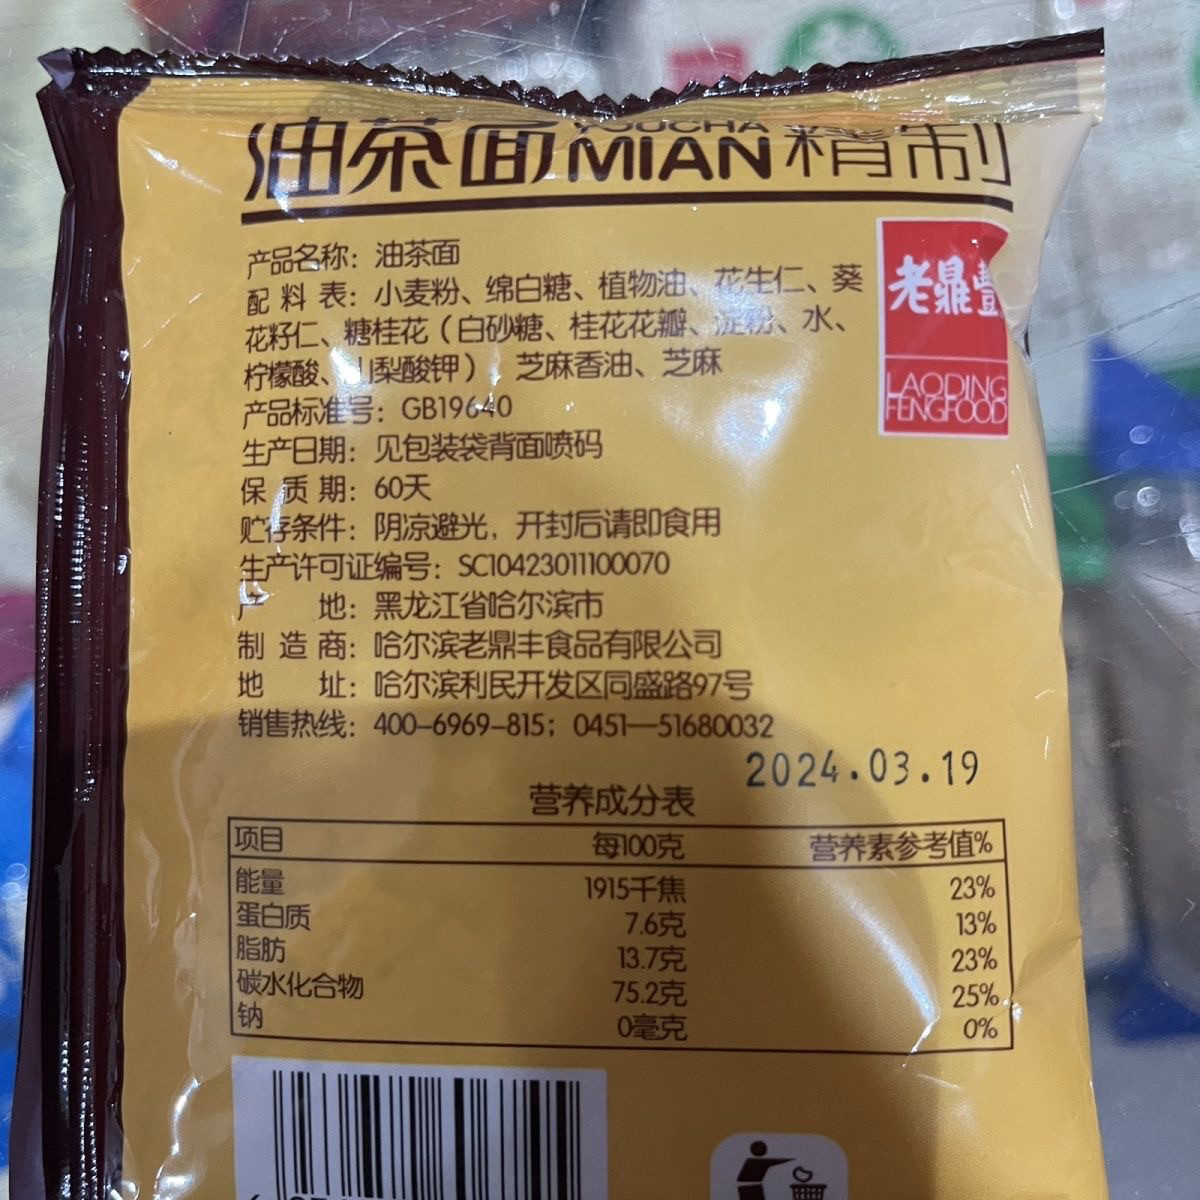 油茶面 YOUCHA MIAN 精制
产品名称：油茶面
配料表：小麦粉、绵白糖、植物油、花生仁、葵
花籽仁、糖桂花（白砂糖、桂花花瓣、淀粉、水、
柠檬酸、山梨酸钾） 芝麻香油、芝麻
产品标准号：GB19640
生产日期：见包装袋背面喷码
保质期：60天
贮存条件：阴凉避光，开封后请即食用
生产许可证编号：SC10423011100070
产地：黑龙江省哈尔滨市
制造商：哈尔滨老鼎丰食品有限公司
地址：哈尔滨利民开发区同盛路97号
销售热线：400-6969-815；0451—51680032
老鼎豐
LAODING
FENGFOOD
2024.03.19
营养成分表
项目 每100克 营养素参考值%
能量 1915千焦 23%
蛋白质 7.6克 13%
脂肪 13.7克 23%
碳水化合物 75.2克 25%
钠 0毫克 0%